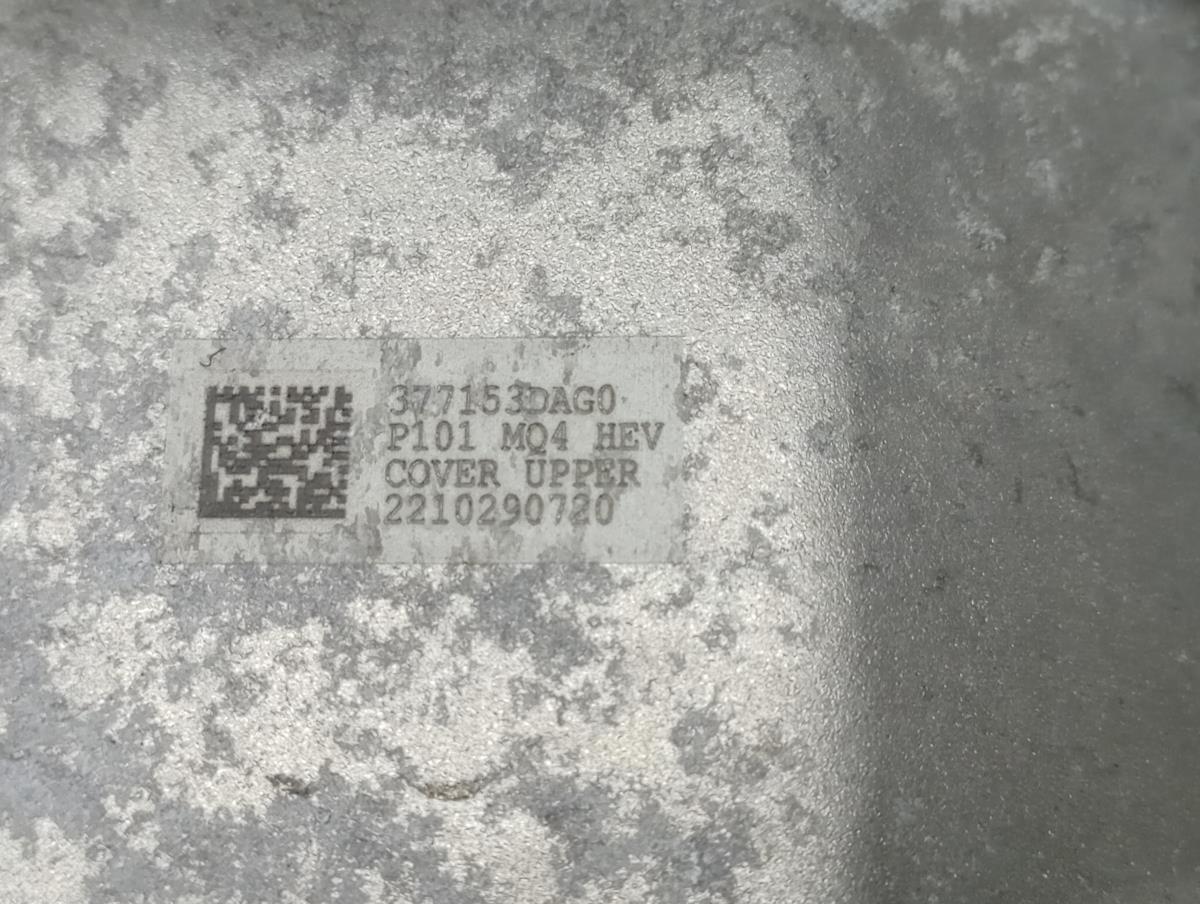 377153DAG0
P101 MQ4 HEV
COVER UPPER
2210290720